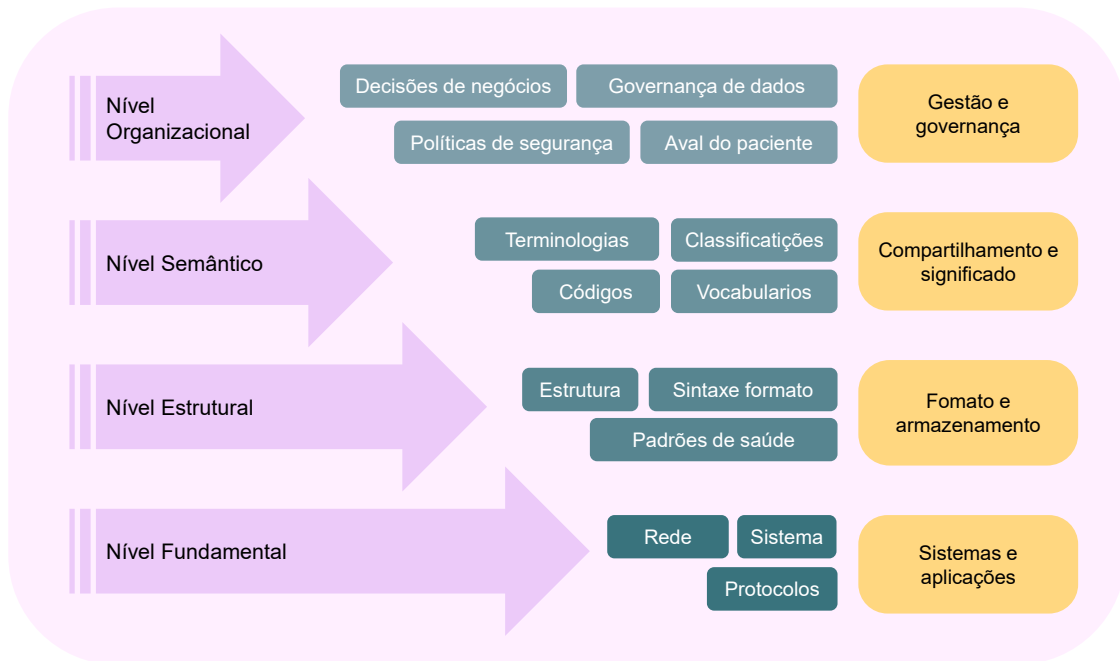 Nível
Organizacional
Decisões de negócios
Governança de dados
Políticas de segurança
Aval do paciente
Gestão e
governança
Nível Semântico
Terminologias
Classificatições
Códigos
Vocabularios
Compartilhamento e
significado
Nível Estrutural
Estrutura
Sintaxe formato
Padrões de saúde
Fomato e
armazenamento
Nível Fundamental
Rede
Sistema
Protocolos
Sistemas e
aplicações